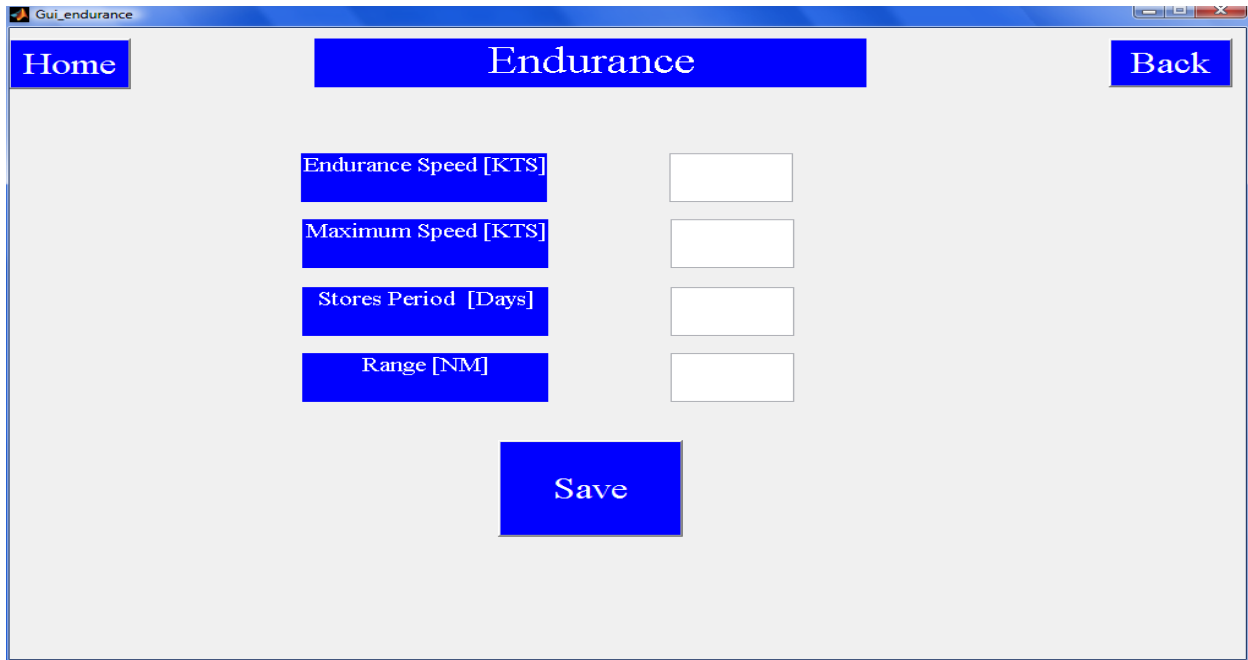 Gui_endurance
Home
Endurance
Back
Endurance Speed [KTS]
Maximum Speed [KTS]
Stores Period  [Days]
Range [NM]
Save